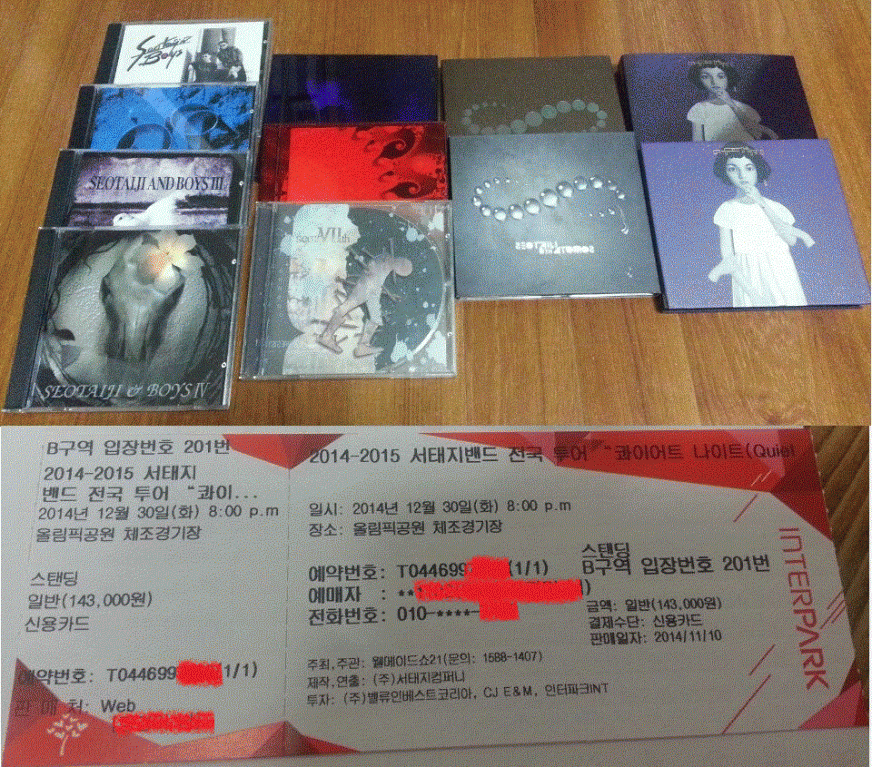 Seotaiji
Boys
SEOTAIJI AND BOYS III
SEOTAIJI & BOYS IV
B구역 입장번호 201번
2014-2015 서태지
밴드 전국 투어 “콰이...
2014년 12월 30일(화) 8:00 p.m
올림픽공원 체조경기장
스탠딩
일반(143,000원)
신용카드
예약번호: T044699 (1/1)
판매처: Web
2014-2015 서태지밴드 전국 투어 “콰이어트 나이트(Quiet
일시: 2014년 12월 30일(화) 8:00 p.m
장소: 올림픽공원 체조경기장
예약번호: T044699 (1/1)
예매자 : **
전화번호: 010-****-
스탠딩
B구역 입장번호 201번
금액: 일반(143,000원)
결제수단: 신용카드
판매일자: 2014/11/10
주최,주관: 웰메이드쇼21(문의: 1588-1407)
제작,연출: (주)서태지컴퍼니
투자: (주)밸류인베스트코리아, CJ E&M, 인터파크INT
INTERPARK